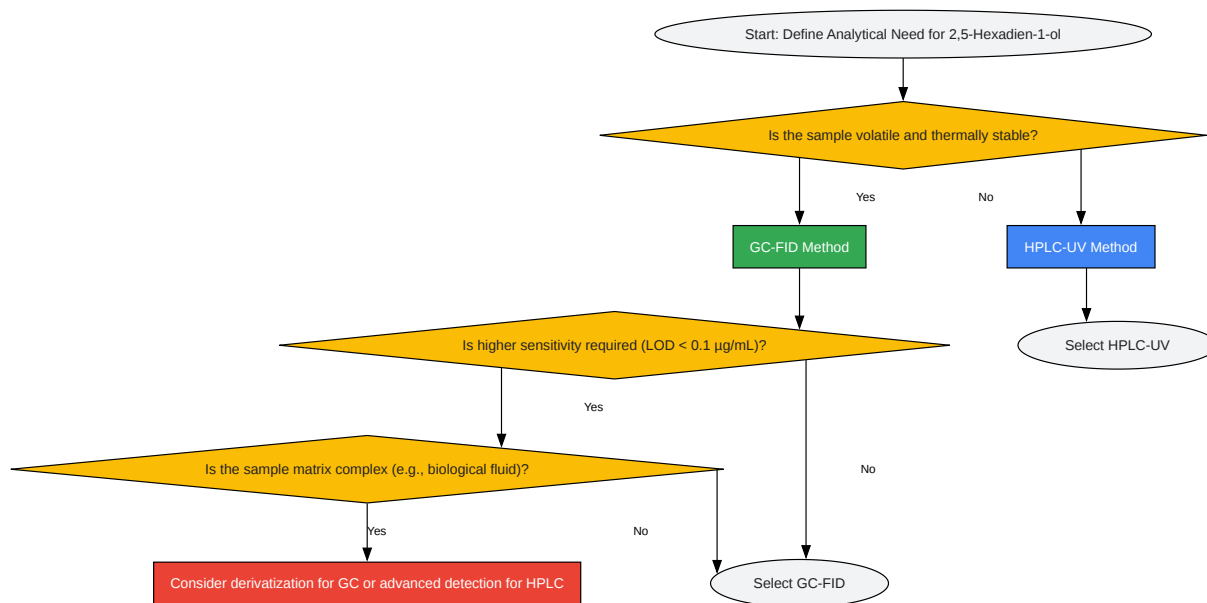 Start: Define Analytical Need for 2,5-Hexadien-1-ol
Is the sample volatile and thermally stable?
Yes
No
GC-FID Method
HPLC-UV Method
Is higher sensitivity required (LOD < 0.1 µg/mL)?
Select HPLC-UV
Yes
Is the sample matrix complex (e.g., biological fluid)?
No
Yes
No
Consider derivatization for GC or advanced detection for HPLC
Select GC-FID